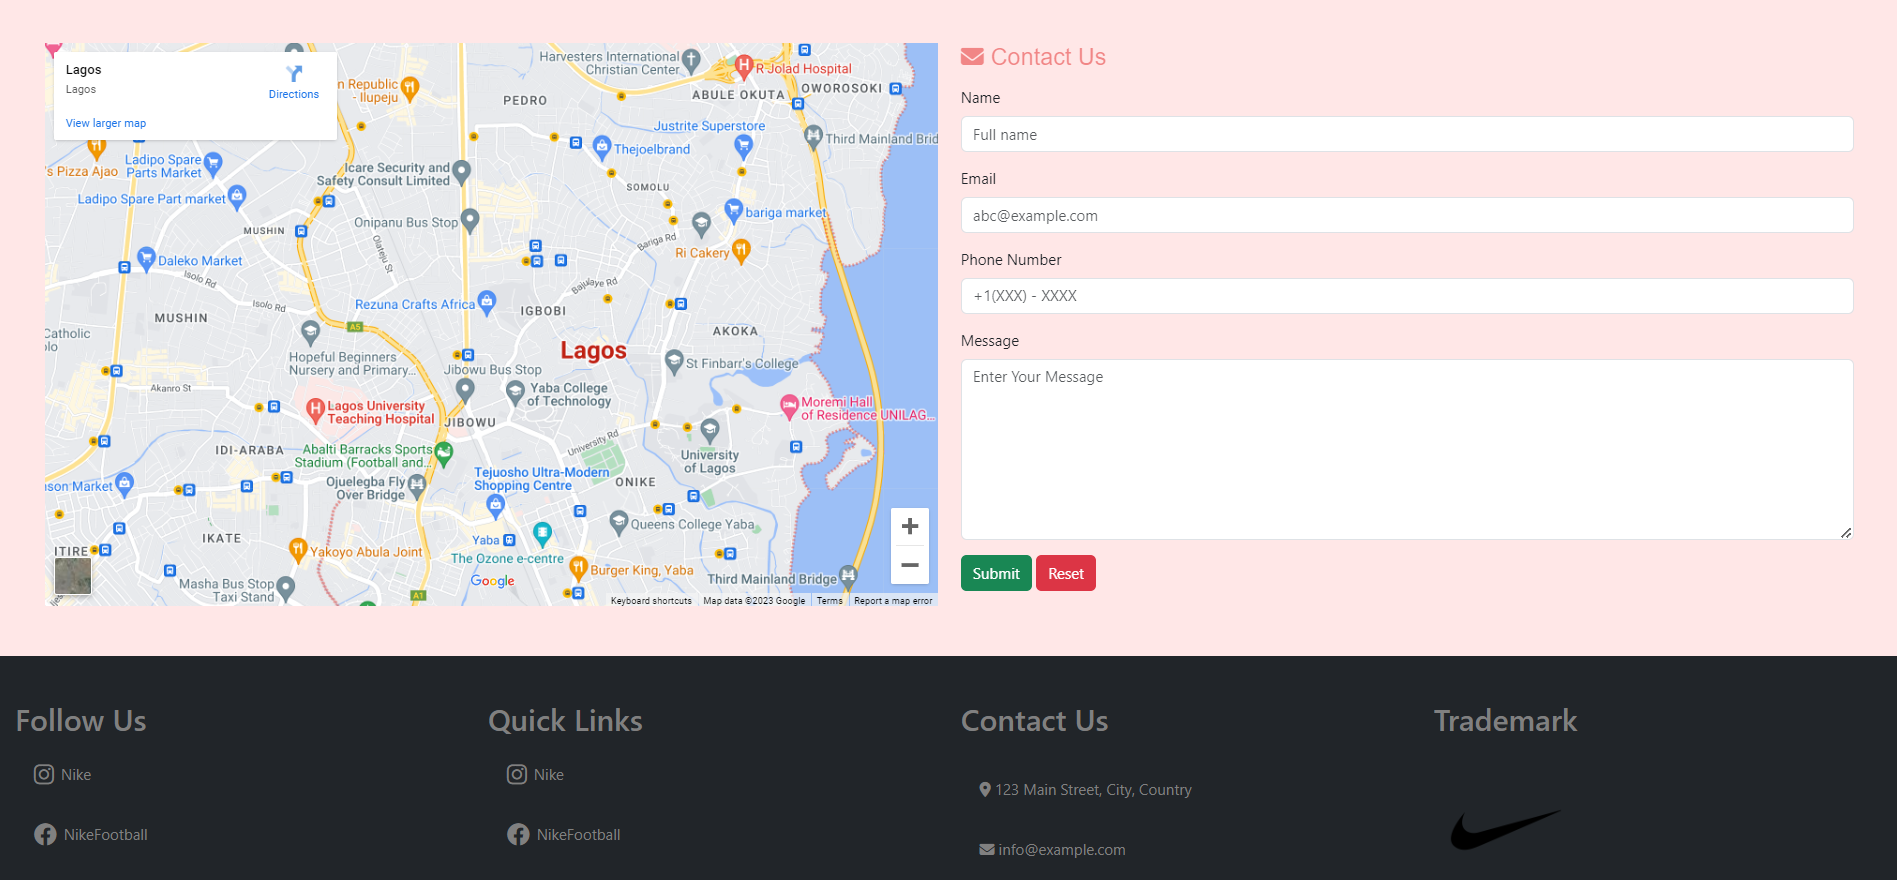 Lagos
Lagos
Directions
View larger map
n Republic
- Ilupeju
Harvesters International
Christian Center
R Jolad Hospital
PEDRO
ABULE OKUTA
OWOROSOKI
Justrite Superstore
Thejoelbrand
Third Mainland Brid
's Pizza Ajao
Ladipo Spare
Parts Market
Icare Security and
Safety Consult Limited
SOMOLU
Ladipo Spare Part market
Onipanu Bus Stop
bariga market
MUSHIN
Olateju St
Bariga Rd
Ri Cakery
Daleko Market
Isolo Rd
Isolo Rd
Bajulaye Rd
Rezuna Crafts Africa
IGBOBI
MUSHIN
A5
AKOKA
Catholic
olo
Hopeful Beginners
Nursery and Primary...
Lagos
Jibowu Bus Stop
St Finbarr's College
Akanro St
Yaba College
of Technology
Lagos University
Teaching Hospital
JIBOWU
Moremi Hall
of Residence UNILAG...
University Rd
IDI-ARABA
Abalti Barracks Sports
Stadium (Football and...
University
of Lagos
son Market
Ojuelegba Fly
Over Bridge
Tejuosho Ultra-Modern
Shopping Centre
ONIKE
Queens College Yaba
IKATE
Yaba
ITIRE
Yakoyo Abula Joint
The Ozone e-centre
Masha Bus Stop
Taxi Stand
Google
Burger King, Yaba
Third Mainland Bridge
A1
Keyboard shortcuts Map data ©2023 Google Terms Report a map error
Contact Us
Name
Full name
Email
abc@example.com
Phone Number
+1(XXX) - XXXX
Message
Enter Your Message
Submit Reset
Follow Us
Nike
NikeFootball
Quick Links
Nike
NikeFootball
Contact Us
123 Main Street, City, Country
info@example.com
Trademark